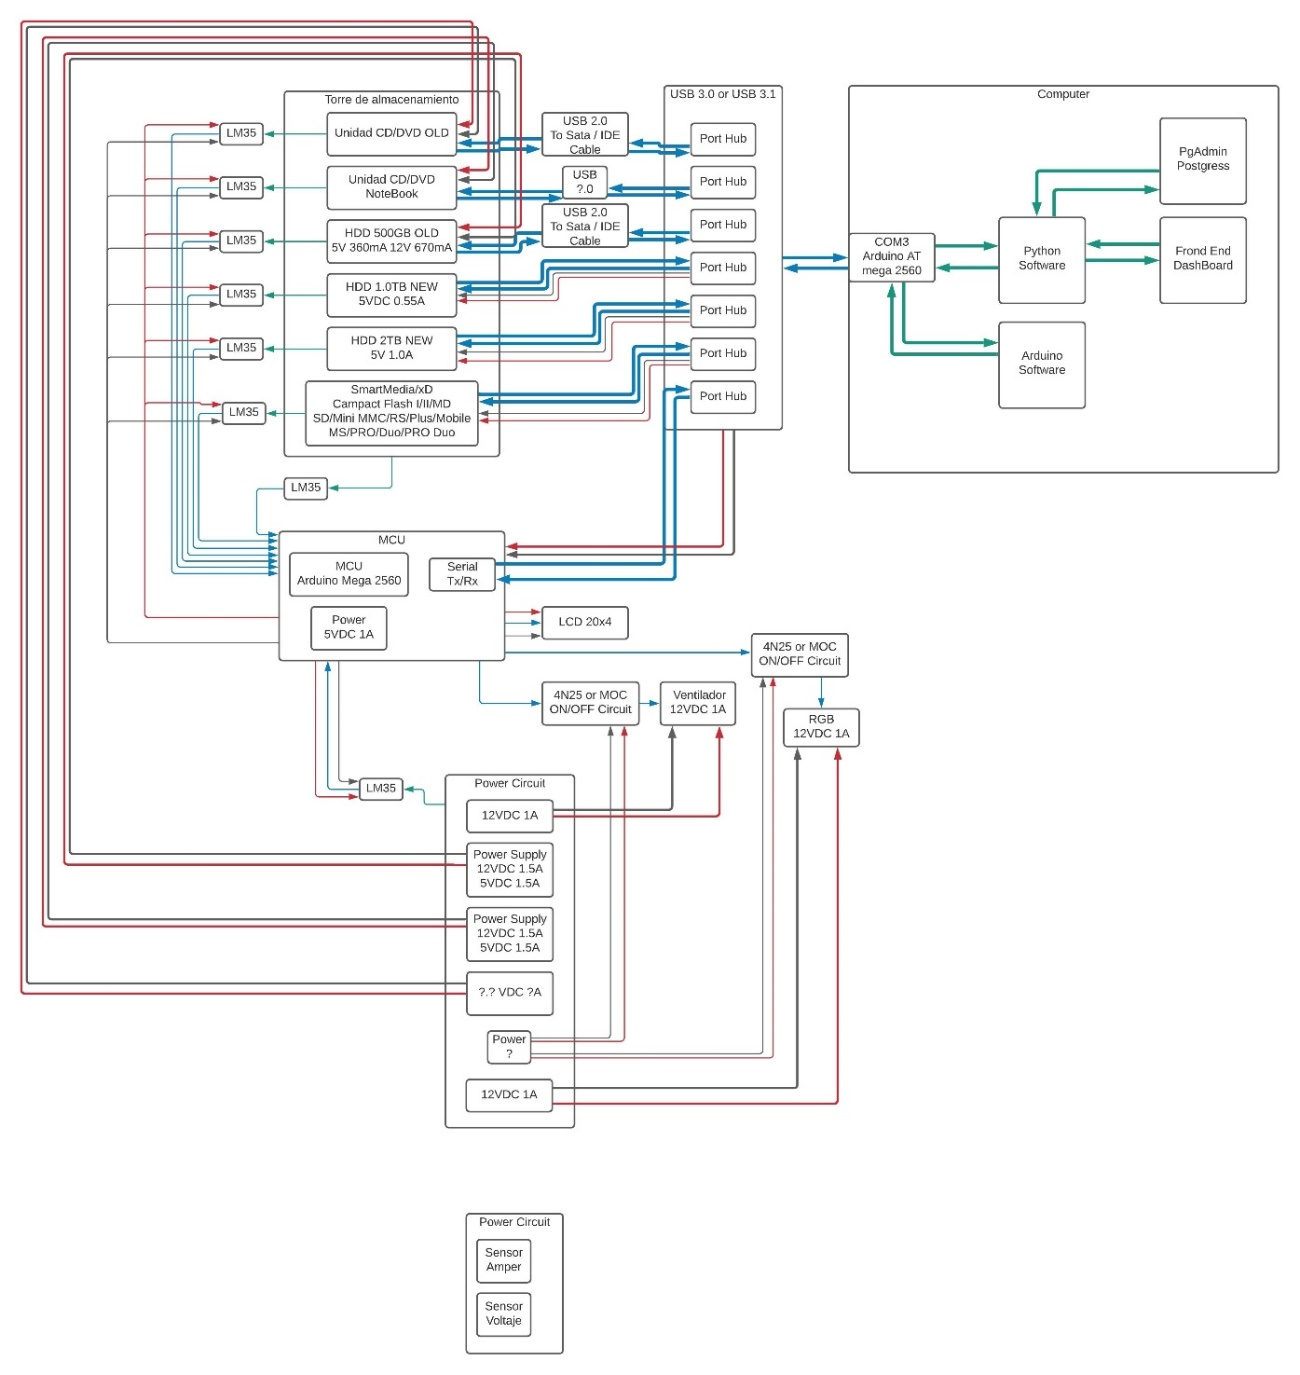 Torre de almacenamiento
LM35
Unidad CD/DVD OLD
LM35
Unidad CD/DVD
NoteBook
LM35
HDD 500GB OLD
5V 360mA 12V 670mA
LM35
HDD 1.0TB NEW
5VDC 0.55A
LM35
HDD 2TB NEW
5V 1.0A
LM35
SmartMedia/xD
Campact Flash I/II/MD
SD/Mini MMC/RS/Plus/Mobile
MS/PRO/Duo/PRO Duo
LM35
USB 2.0
To Sata / IDE
Cable
USB
?.0
USB 2.0
To Sata / IDE
Cable
USB 3.0 or USB 3.1
Port Hub
Port Hub
Port Hub
Port Hub
Port Hub
Port Hub
Port Hub
Computer
COM3
Arduino AT
mega 2560
Python
Software
PgAdmin
Postgress
Frond End
DashBoard
Arduino
Software
MCU
MCU
Arduino Mega 2560
Serial
Tx/Rx
Power
5VDC 1A
LCD 20x4
4N25 or MOC
ON/OFF Circuit
4N25 or MOC
ON/OFF Circuit
Ventilador
12VDC 1A
RGB
12VDC 1A
LM35
Power Circuit
12VDC 1A
Power Supply
12VDC 1.5A
5VDC 1.5A
Power Supply
12VDC 1.5A
5VDC 1.5A
?.? VDC ?A
Power
?
12VDC 1A
Power Circuit
Sensor
Amper
Sensor
Voltaje